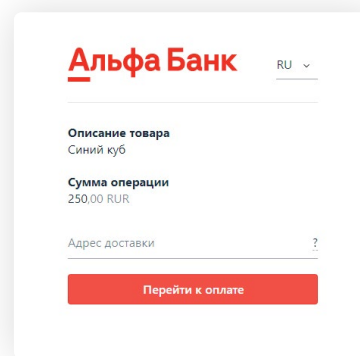 Альфа Банк
RU
Описание товара
Синий куб
Сумма операции
250,00 RUR
Адрес доставки ?
Перейти к оплате